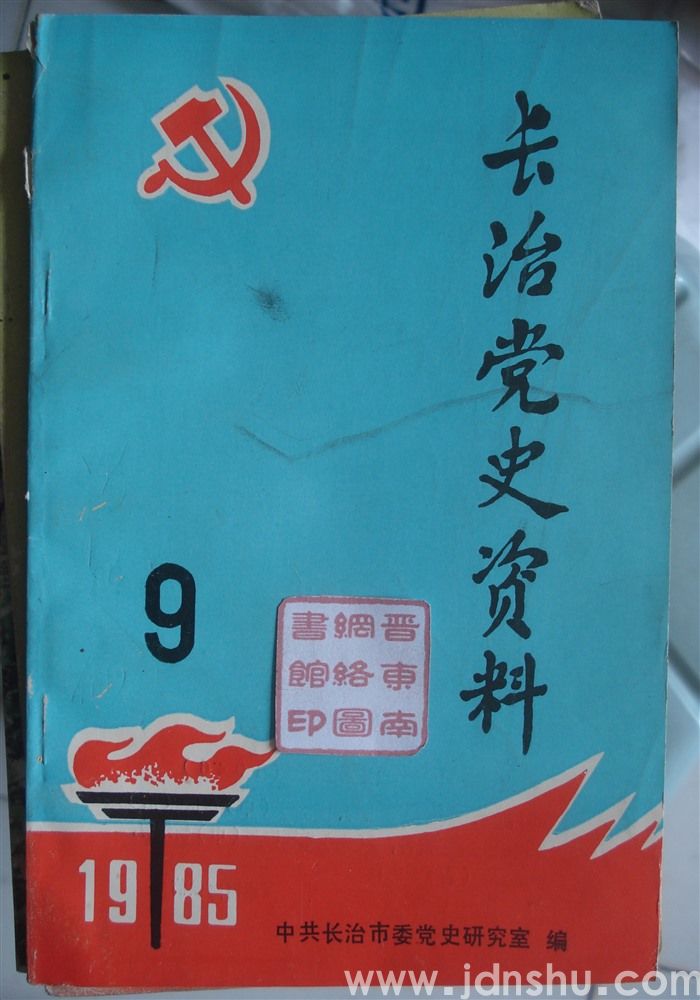 长治党史资料
9
晋東南
網络圖
書館印
1985
中共长治市委党史研究室 编
www.jdnshu.com